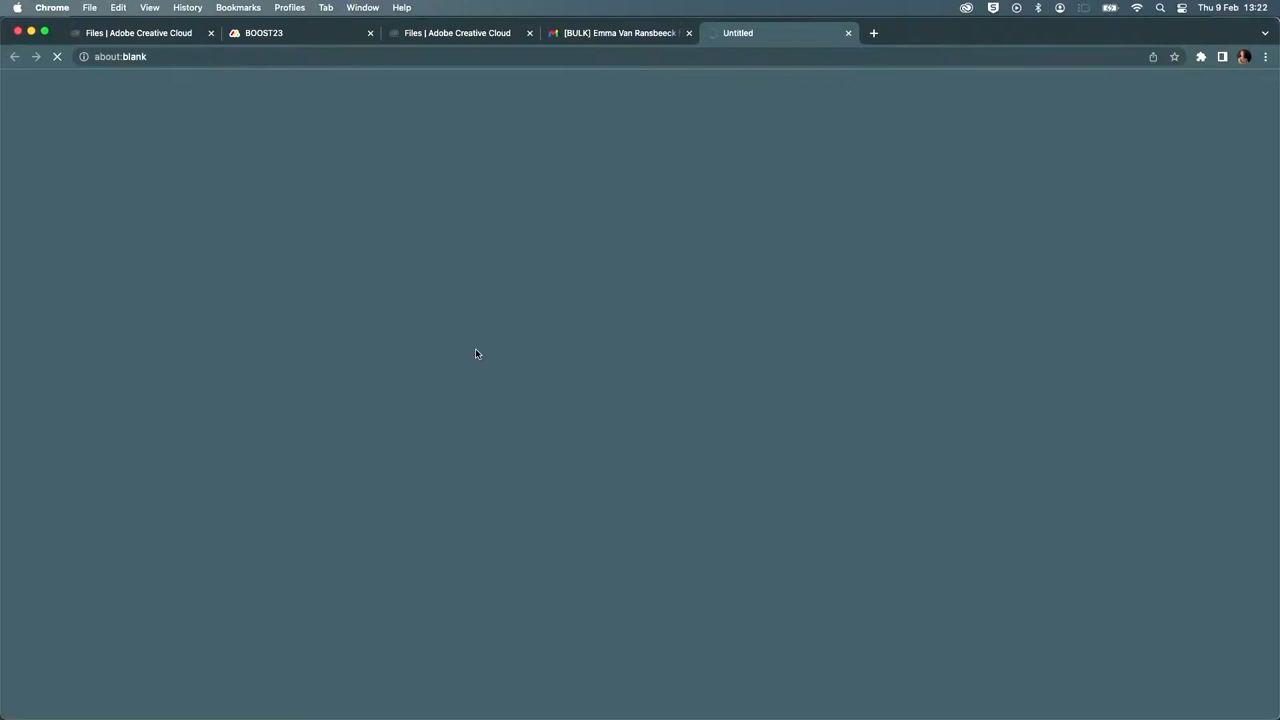 Chrome File Edit View History Bookmarks Profiles Tab Window Help Thu 9 Feb 13:22
Files | Adobe Creative Cloud BOOST23 Files | Adobe Creative Cloud [BULK] Emma Van Ransbeeck Untitled
about:blank